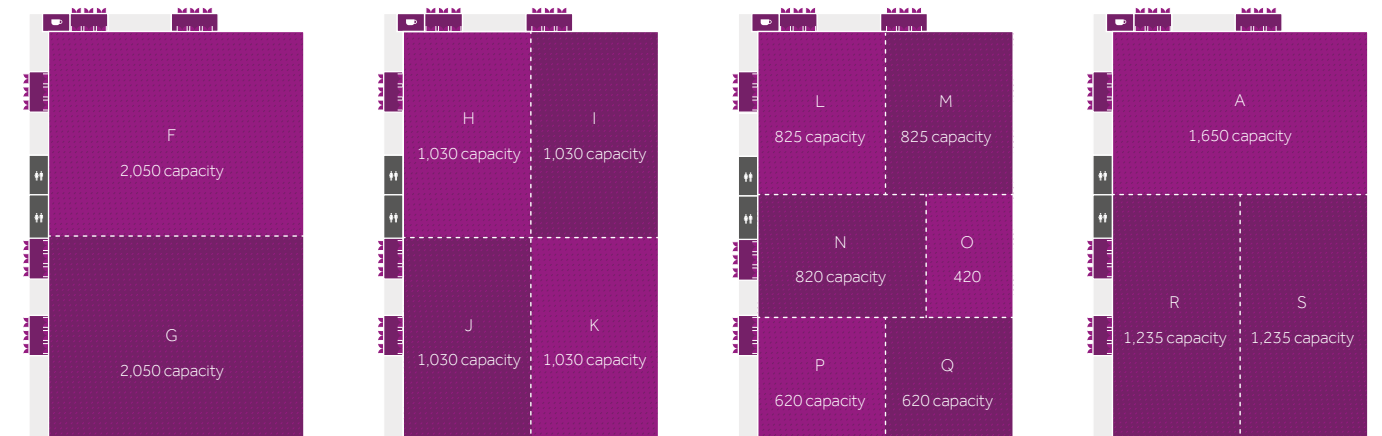 F
2,050 capacity
G
2,050 capacity
H
1,030 capacity
I
1,030 capacity
J
1,030 capacity
K
1,030 capacity
L
825 capacity
M
825 capacity
N
820 capacity
O
420
P
620 capacity
Q
620 capacity
A
1,650 capacity
R
1,235 capacity
S
1,235 capacity